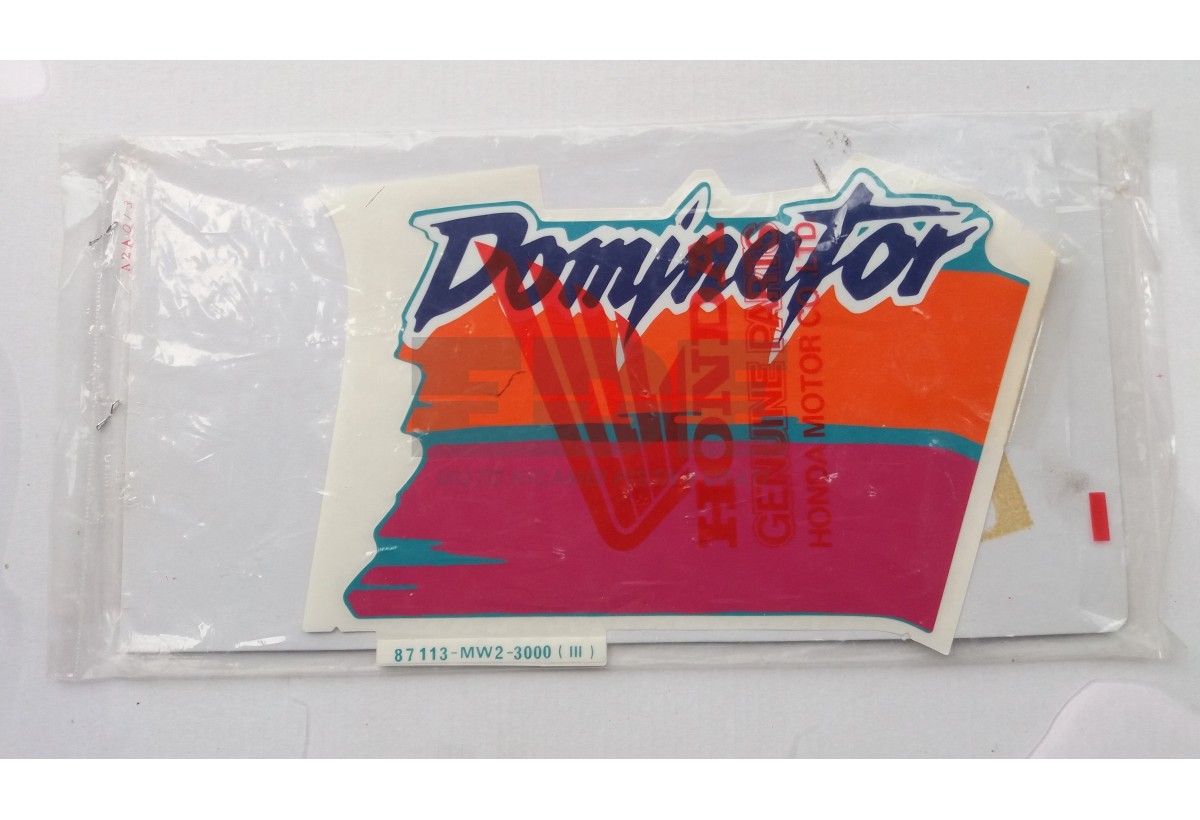 Dominator
HONDA
GENUINE PARTS
HONDA MOTOR CO LTD
87113-MW2-3000 ( III )